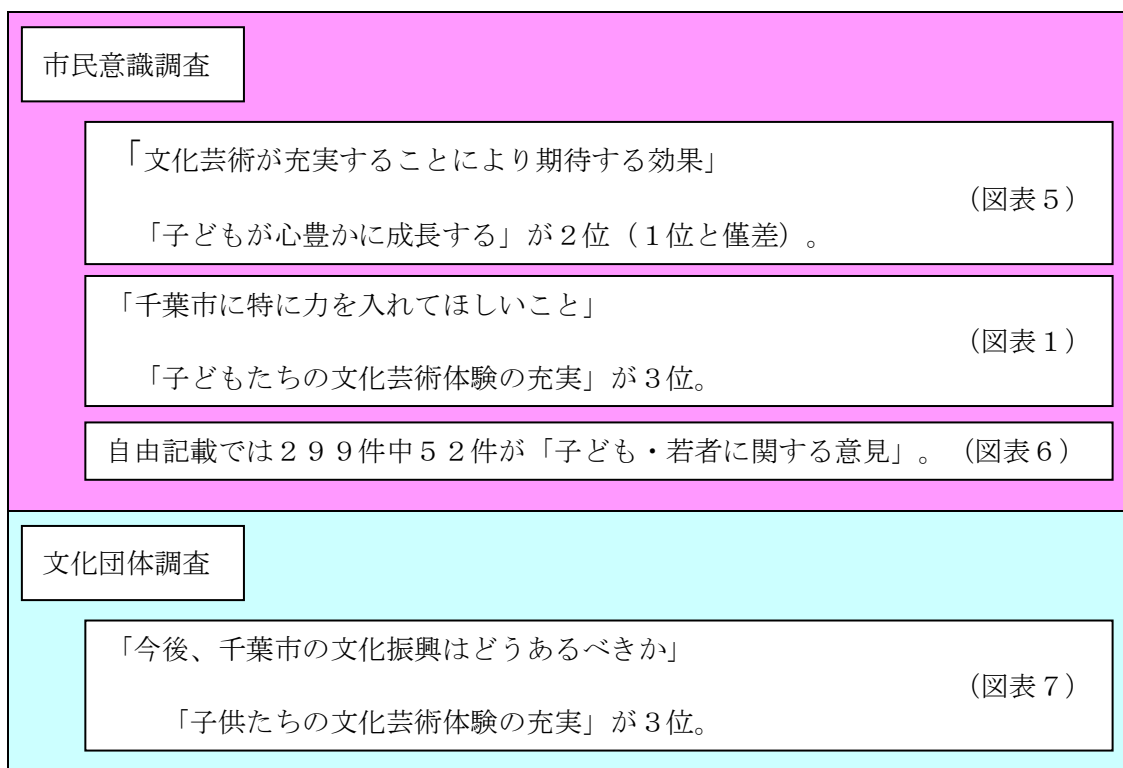 市民意識調査
「文化芸術が充実することにより期待する効果」
（図表５）
「子どもが心豊かに成長する」が２位（１位と僅差）。
「千葉市に特に力を入れてほしいこと」
（図表１）
「子どもたちの文化芸術体験の充実」が３位。
自由記載では２９９件中５２件が「子ども・若者に関する意見」。（図表６）
文化団体調査
「今後、千葉市の文化振興はどうあるべきか」
（図表７）
「子供たちの文化芸術体験の充実」が３位。